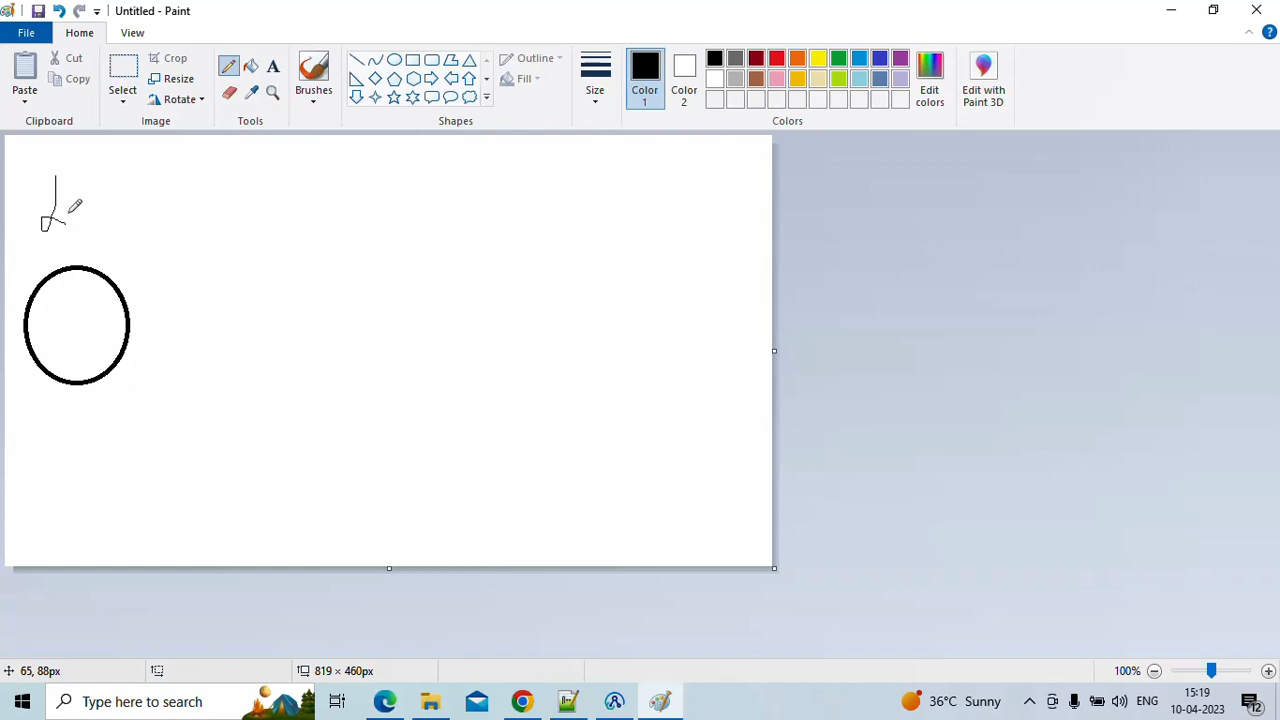 Untitled - Paint
File Home View
Paste Cut Copy Select Crop Resize Rotate Brushes Outline Fill Size Color 1 Color 2 Edit colors Edit with Paint 3D
Clipboard Image Tools Shapes Colors
65, 88px 819 × 460px 100%
Type here to search 36°C Sunny ENG 15:19
10-04-2023 12